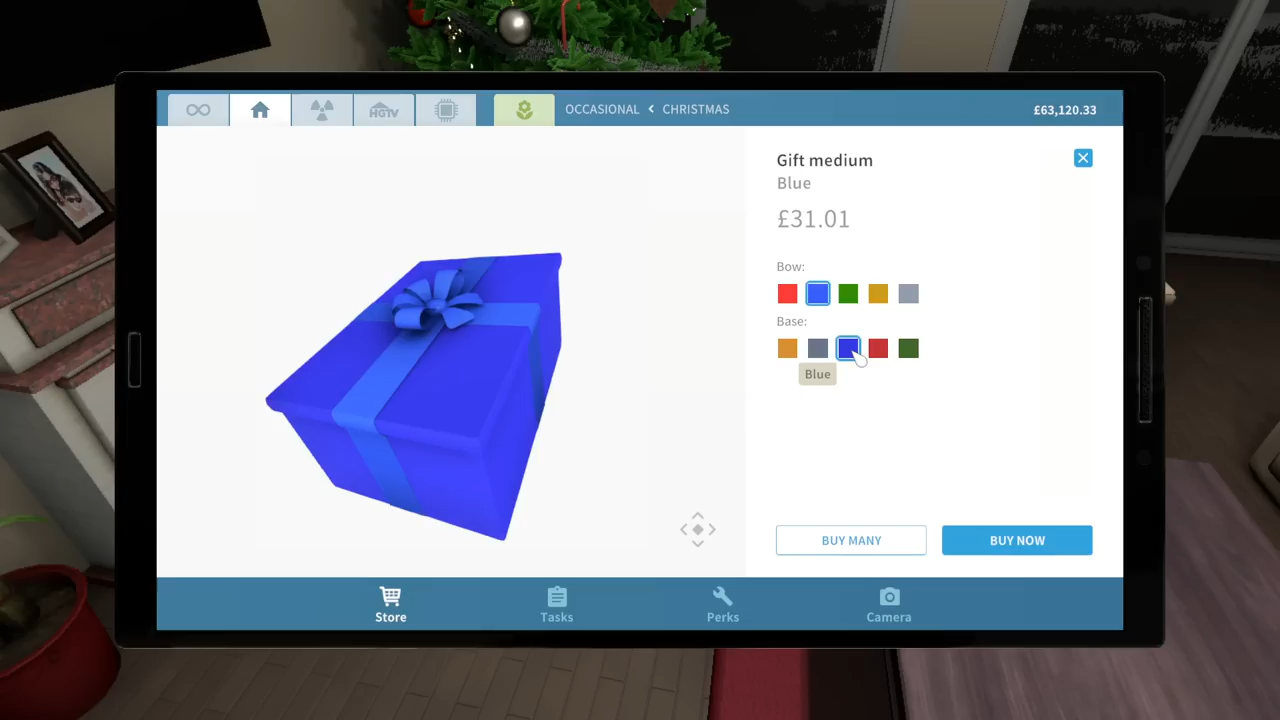 HGTV
OCCASIONAL < CHRISTMAS
£63,120.33
Gift medium
Blue
£31.01
Bow:
Base:
Blue
BUY MANY
BUY NOW
Store
Tasks
Perks
Camera